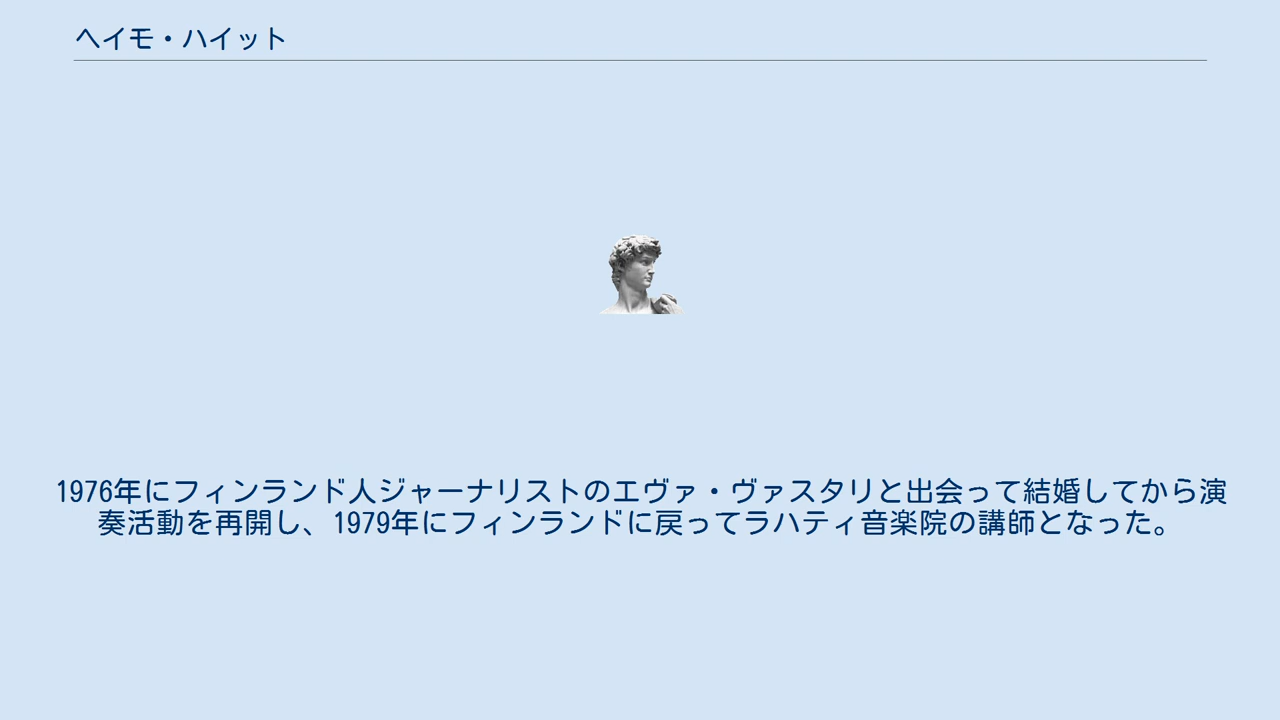 ヘイモ・ハイット
1976年にフィンランド人ジャーナリストのエヴァ・ヴァスタリと出会って結婚してから演
奏活動を再開し、1979年にフィンランドに戻ってラハティ音楽院の講師となった。